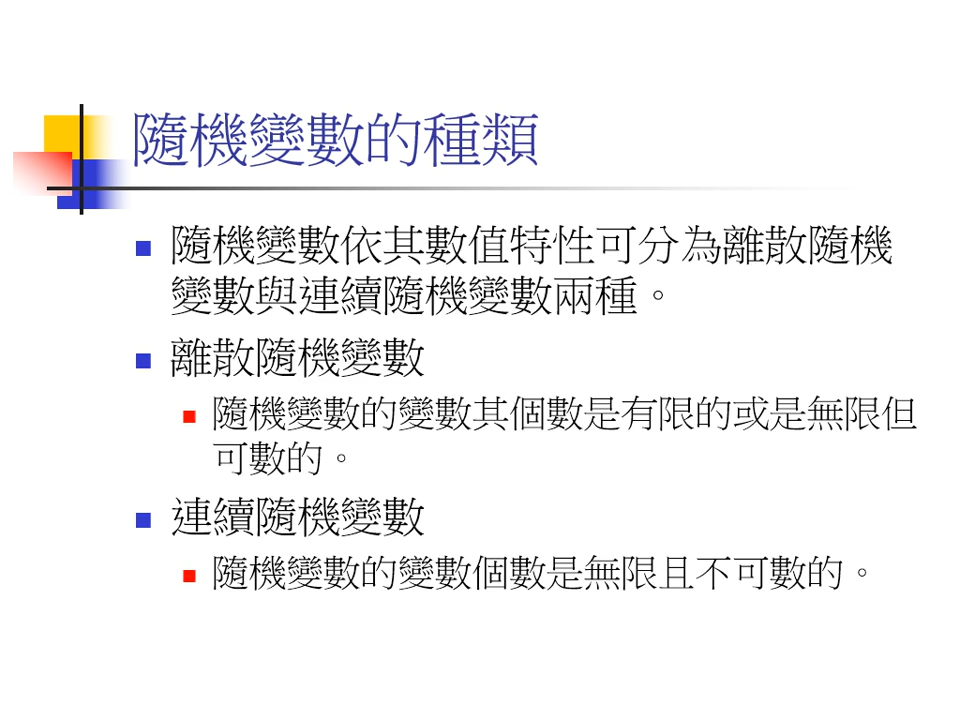 隨機變數的種類
隨機變數依其數值特性可分為離散隨機
變數與連續隨機變數兩種。
離散隨機變數
隨機變數的變數其個數是有限的或是無限但
可數的。
連續隨機變數
隨機變數的變數個數是無限且不可數的。